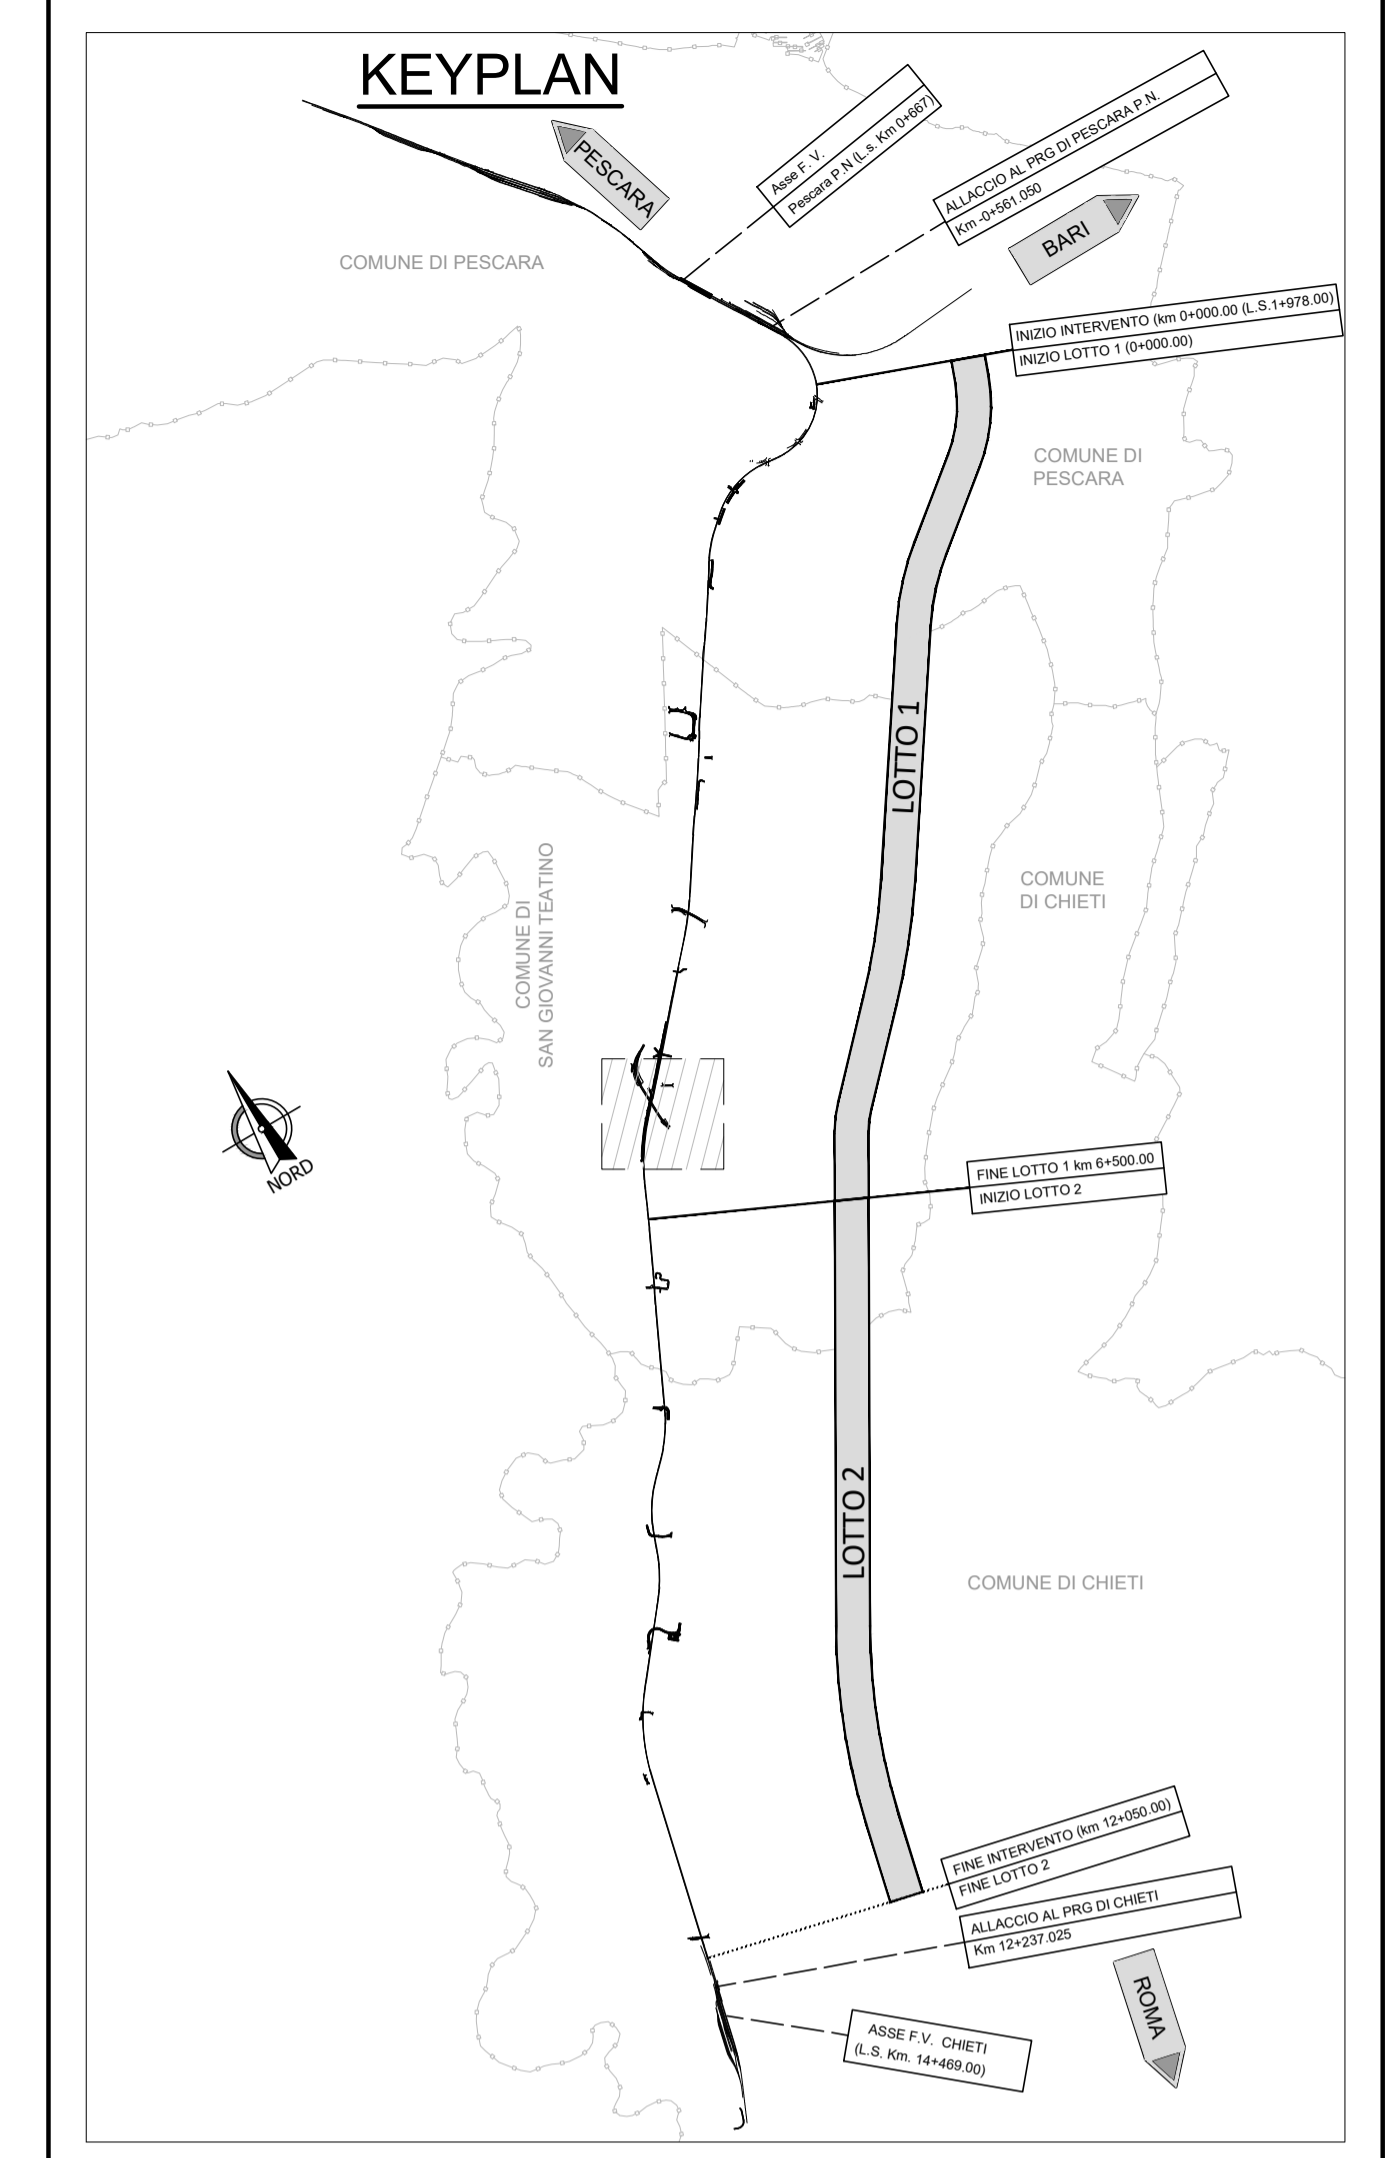 KEYPLAN
PESCARA
Asse F. V.
Pescara P.N (L.s. Km 0+667)
ALLACCIO AL PRG DI PESCARA P.N.
Km -0+561.050
BARI
COMUNE DI PESCARA
INIZIO INTERVENTO (km 0+000.00 (L.S.1+978.00)
INIZIO LOTTO 1 (0+000.00)
COMUNE DI
PESCARA
LOTTO 1
COMUNE DI
SAN GIOVANNI TEATINO
COMUNE
DI CHIETI
NORD
FINE LOTTO 1 km 6+500.00
INIZIO LOTTO 2
LOTTO 2
COMUNE DI CHIETI
FINE INTERVENTO (km 12+050.00)
FINE LOTTO 2
ALLACCIO AL PRG DI CHIETI
Km 12+237.025
ROMA
ASSE F.V. CHIETI
(L.S. Km. 14+469.00)